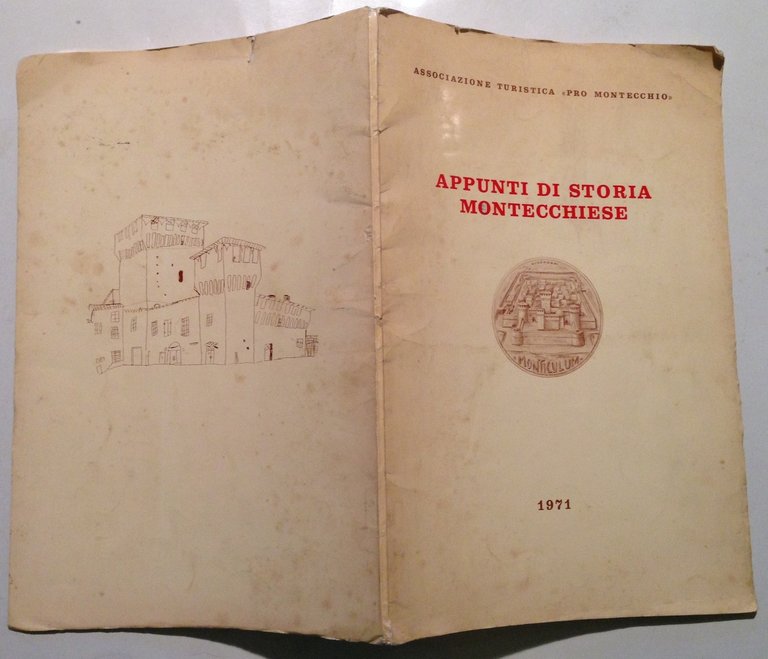 ASSOCIAZIONE TURISTICA «PRO MONTECCHIO»
APPUNTI DI STORIA
MONTECCHIESE
MONTICULUM
1971